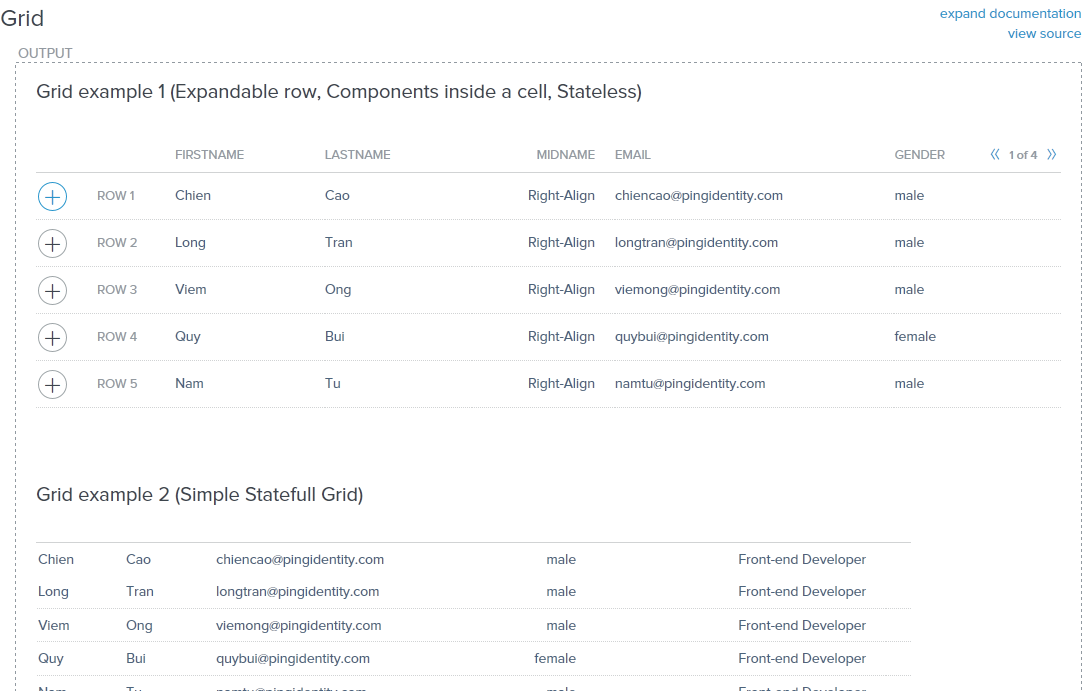 Grid
expand documentation
view source
OUTPUT
Grid example 1 (Expandable row, Components inside a cell, Stateless)
FIRSTNAME LASTNAME MIDNAME EMAIL GENDER « 1 of 4 »
ROW 1 Chien Cao Right-Align chiencao@pingidentity.com male
ROW 2 Long Tran Right-Align longtran@pingidentity.com male
ROW 3 Viem Ong Right-Align viemong@pingidentity.com male
ROW 4 Quy Bui Right-Align quybui@pingidentity.com female
ROW 5 Nam Tu Right-Align namtu@pingidentity.com male
Grid example 2 (Simple Statefull Grid)
Chien Cao chiencao@pingidentity.com male Front-end Developer
Long Tran longtran@pingidentity.com male Front-end Developer
Viem Ong viemong@pingidentity.com male Front-end Developer
Quy Bui quybui@pingidentity.com female Front-end Developer